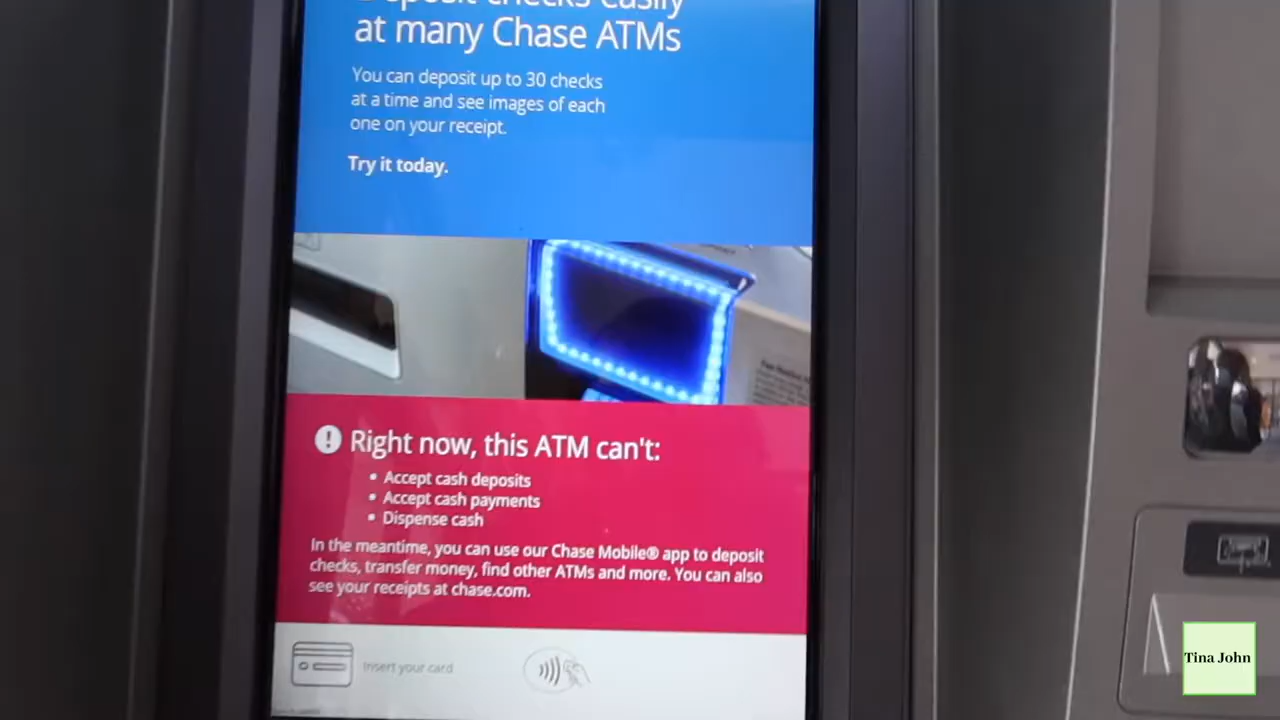 Deposit checks easily
at many Chase ATMs
You can deposit up to 30 checks
at a time and see images of each
one on your receipt.
Try it today.
Right now, this ATM can't:
• Accept cash deposits
• Accept cash payments
• Dispense cash
In the meantime, you can use our Chase Mobile® app to deposit
checks, transfer money, find other ATMs and more. You can also
see your receipts at chase.com.
Insert your card
Tina John